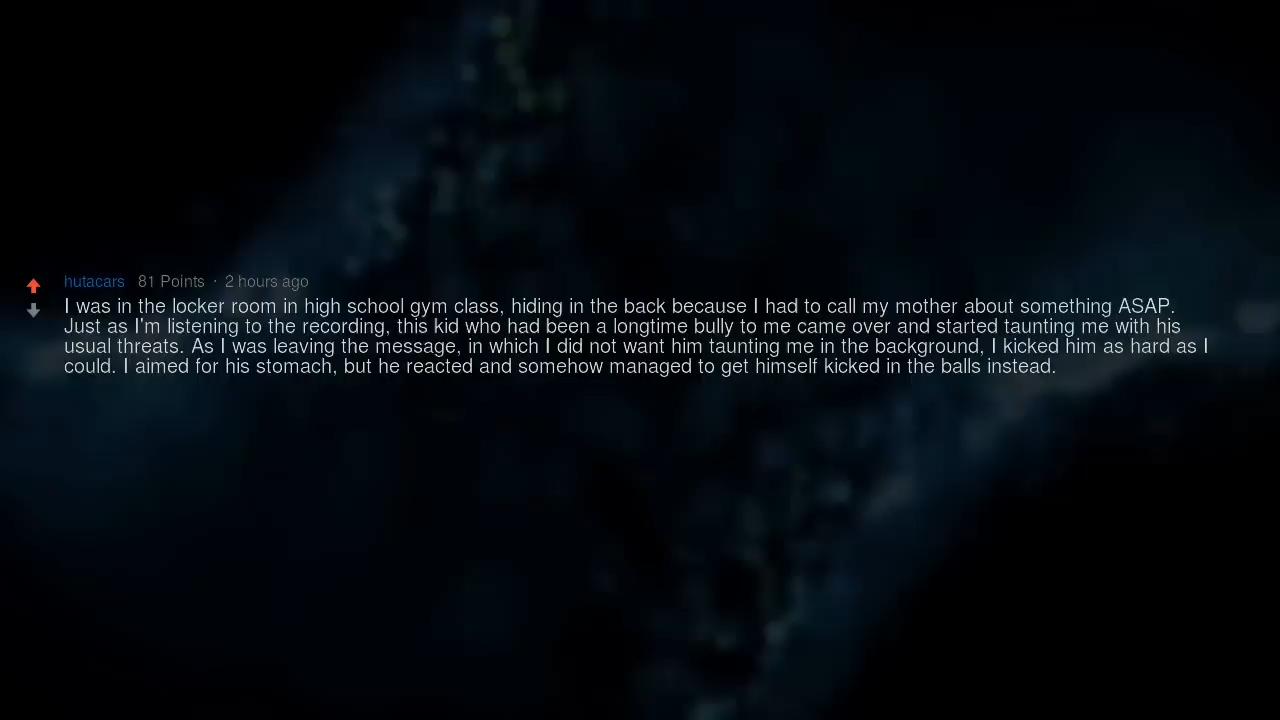 hutacars 81 Points · 2 hours ago
I was in the locker room in high school gym class, hiding in the back because I had to call my mother about something ASAP.
Just as I'm listening to the recording, this kid who had been a longtime bully to me came over and started taunting me with his
usual threats. As I was leaving the message, in which I did not want him taunting me in the background, I kicked him as hard as I
could. I aimed for his stomach, but he reacted and somehow managed to get himself kicked in the balls instead.